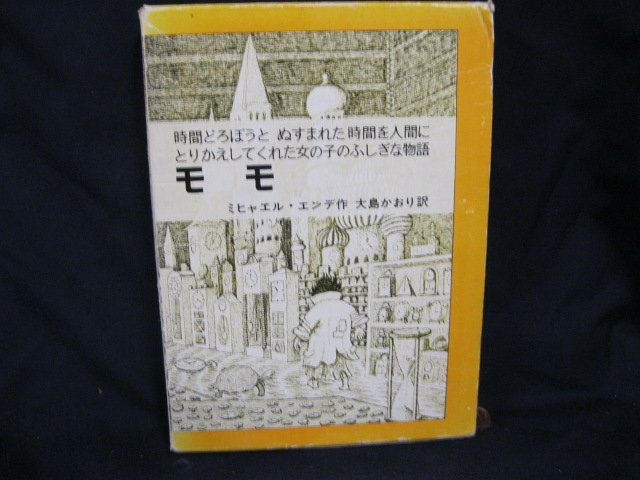 時間どろぼうと ぬすまれた時間を人間に
とりかえしてくれた女の子のふしぎな物語
モモ
ミヒャエル・エンデ作 大島かおり訳